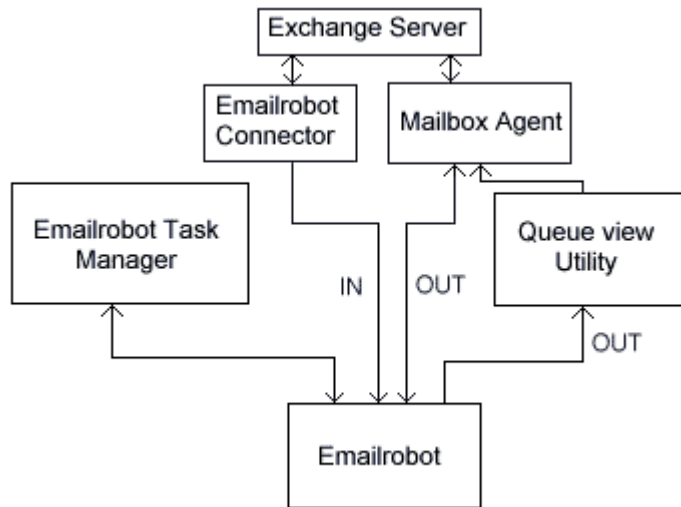 Exchange Server
Emailrobot
Connector
Mailbox Agent
Emailrobot Task
Manager
Queue view
Utility
IN
OUT
OUT
Emailrobot